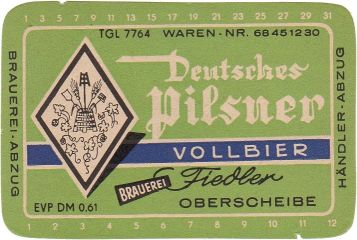 1 3 5 7 9 11 13 15 17 19 21 23 25 27 29 31
TGL 7764 WAREN-NR. 68451230
BRAUEREI-ABZUG
HÄNDLER-ABZUG
Deutsches
Pilsner
VOLLBIER
BRAUEREI Fiedler
OBERSCHEIBE
EVP DM 0.61
1 2 3 4 5 6 7 8 9 10 11 12